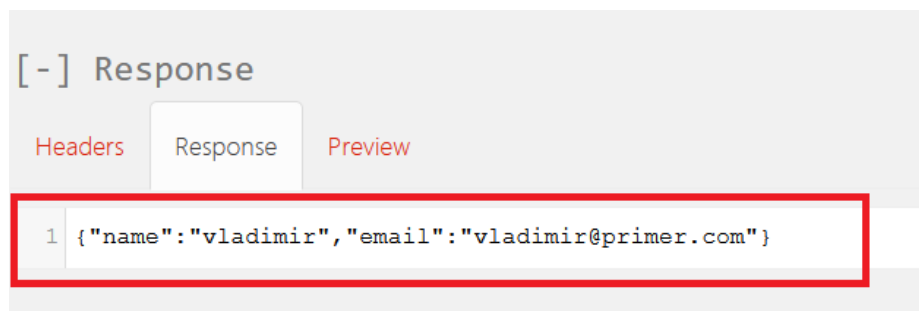 [-] Response
Headers Response Preview
1 {"name":"vladimir","email":"vladimir@primer.com"}